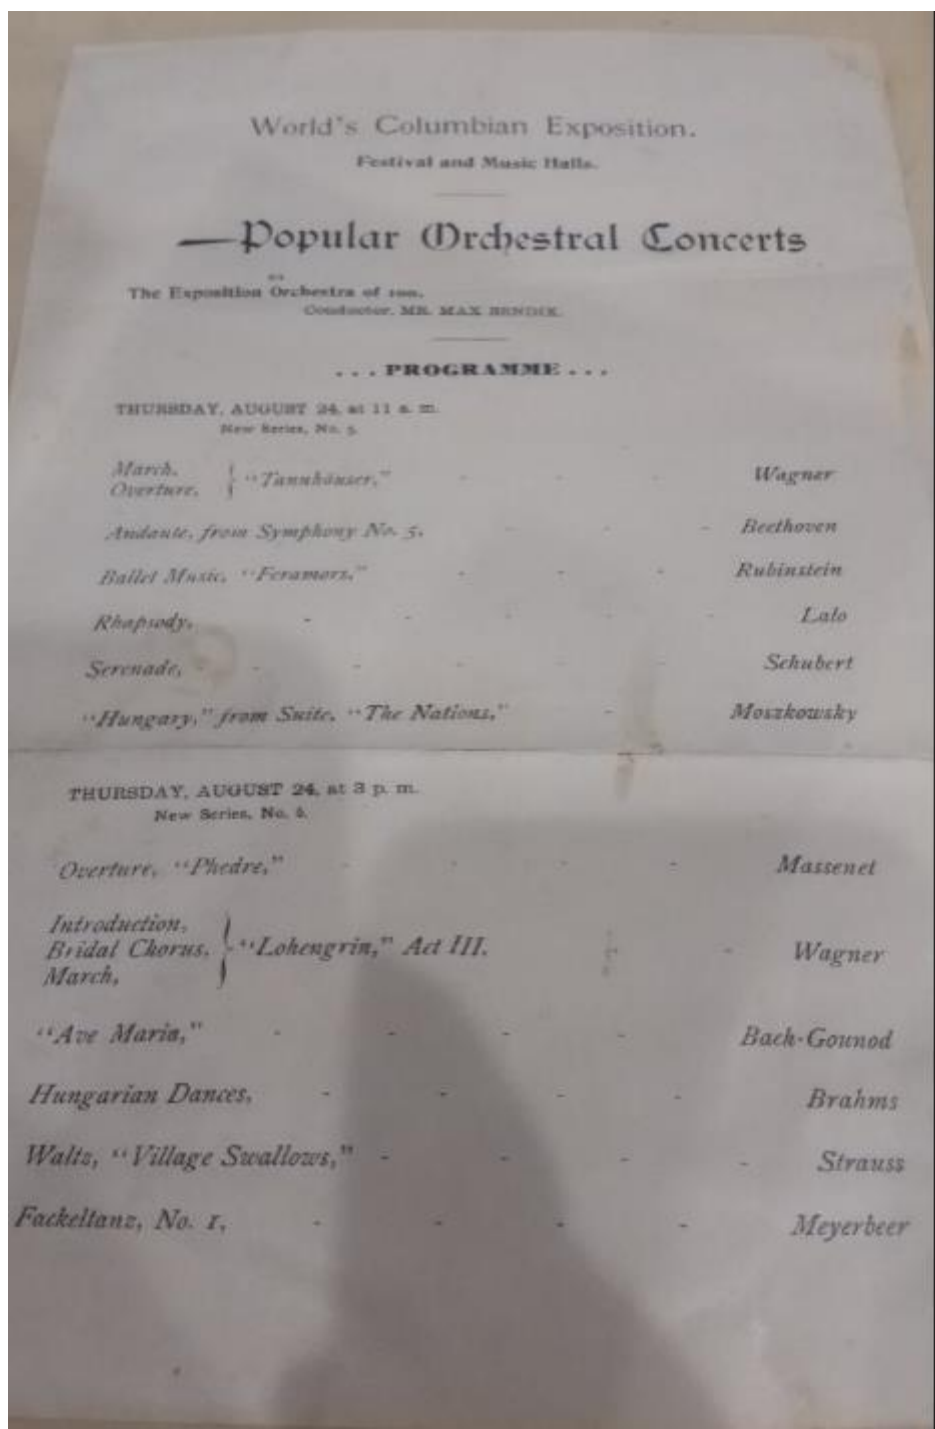 World's Columbian Exposition.
Festival and Music Halls.
Popular Orchestral Concerts
BY
The Exposition Orchestra of 100.
Conductor, MR. MAX BENDIX.
... PROGRAMME ...
THURSDAY, AUGUST 24, at 11 a. m.
New Series, No. 5.
March,
Overture, } "Tannhäuser," - - - Wagner
Andante, from Symphony No. 5, - - - Beethoven
Ballet Music, "Feramors," - - - Rubinstein
Rhapsody, - - - - - Lalo
Serenade, - - - - - Schubert
"Hungary," from Suite, "The Nations," - Moszkowsky
THURSDAY, AUGUST 24, at 3 p. m.
New Series, No. 6.
Overture, "Phedre," - - - - Massenet
Introduction,
Bridal Chorus, } "Lohengrin," Act III. - - Wagner
March,
"Ave Maria," - - - - Bach-Gounod
Hungarian Dances, - - - - Brahms
Waltz, "Village Swallows," - - - - Strauss
Fackeltanz, No. 1, - - - - Meyerbeer